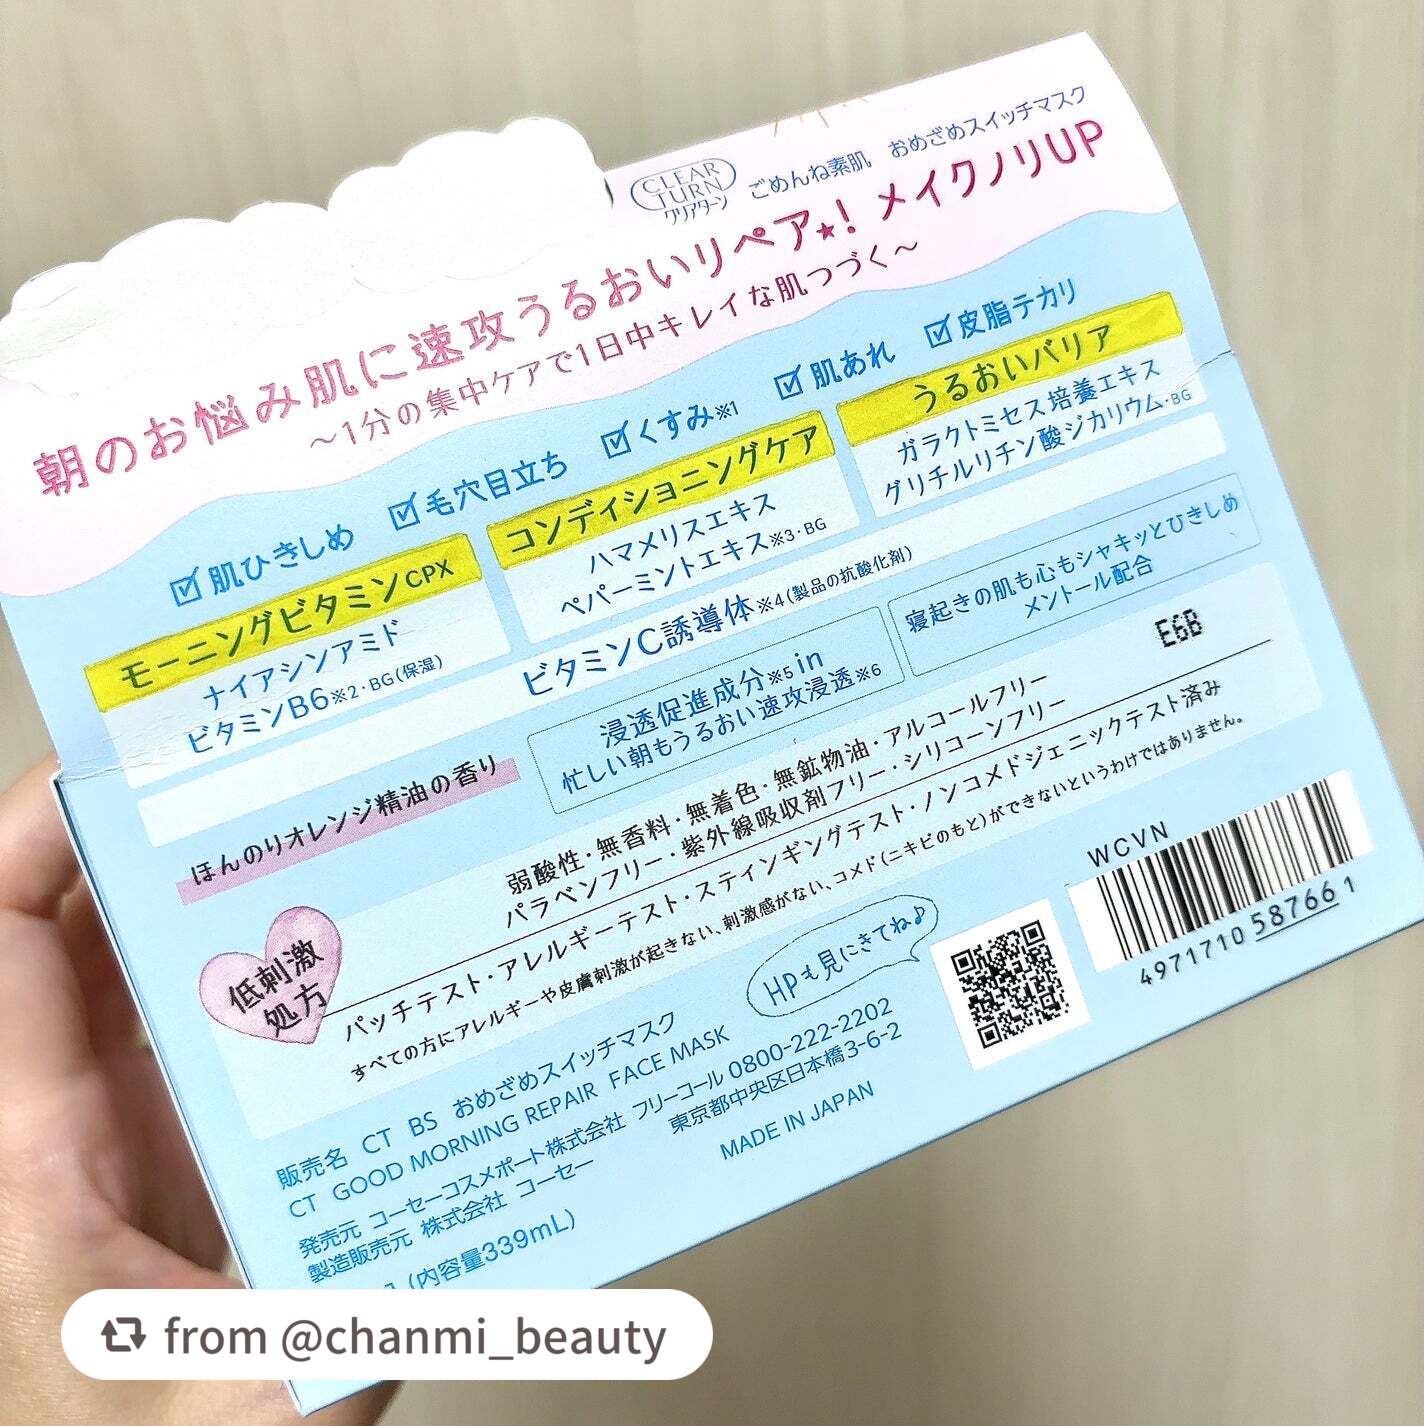 CLEAR TURN
クリアターン
ごめんね素肌 おめざめスイッチマスク
朝のお悩み肌に速攻うるおいリペア★! メイクノリUP
～1分の集中ケアで1日中キレイな肌つづく～
肌ひきしめ 毛穴目立ち くすみ※1 肌あれ 皮脂テカリ
モーニングビタミンCPX
ナイアシンアミド
ビタミンB6※2・BG(保湿)
コンディショニングケア
ハマメリスエキス
ペパーミントエキス※3・BG
うるおいバリア
ガラクトミセス培養エキス
グリチルリチン酸ジカリウム・BG
ビタミンC誘導体※4(製品の抗酸化剤)
ほんのりオレンジ精油の香り
浸透促進成分※5 in
忙しい朝もうるおい速攻浸透※6
寝起きの肌も心もシャキッとひきしめ
メントール配合
E6B
低刺激
処方
弱酸性・無香料・無着色・無鉱物油・アルコールフリー
パラベンフリー・紫外線吸収剤フリー・シリコーンフリー
パッチテスト・アレルギーテスト・スティンギングテスト・ノンコメドジェニックテスト済み
すべての方にアレルギーや皮膚刺激が起きない、刺激感がない、コメド(ニキビのもと)ができないというわけではありません。
HPも見にきてね♪
WCVN
4971710 587661
販売名 CT BS おめざめスイッチマスク
CT GOOD MORNING REPAIR FACE MASK
発売元 コーセーコスメポート株式会社 フリーコール 0800-222-2202
製造販売元 株式会社 コーセー 東京都中央区日本橋3-6-2
MADE IN JAPAN
(内容量339mL)
from @chanmi_beauty